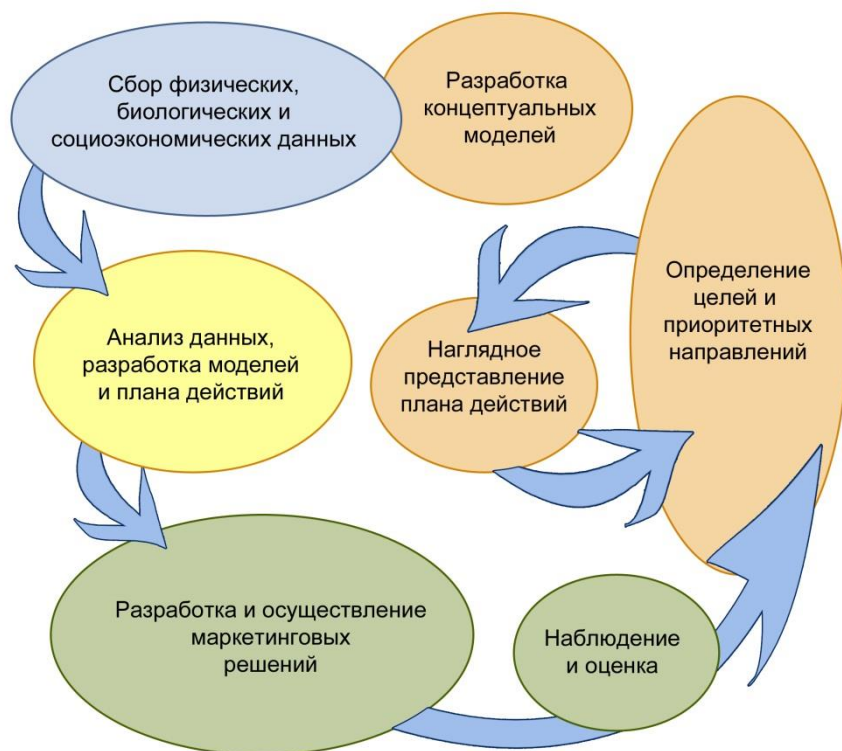 Сбор физических,
биологических и
социоэкономических данных
Разработка
концептуальных
моделей
Определение
целей и
приоритетных
направлений
Анализ данных,
разработка моделей
и плана действий
Наглядное
представление
плана действий
Разработка и осуществление
маркетинговых
решений
Наблюдение
и оценка